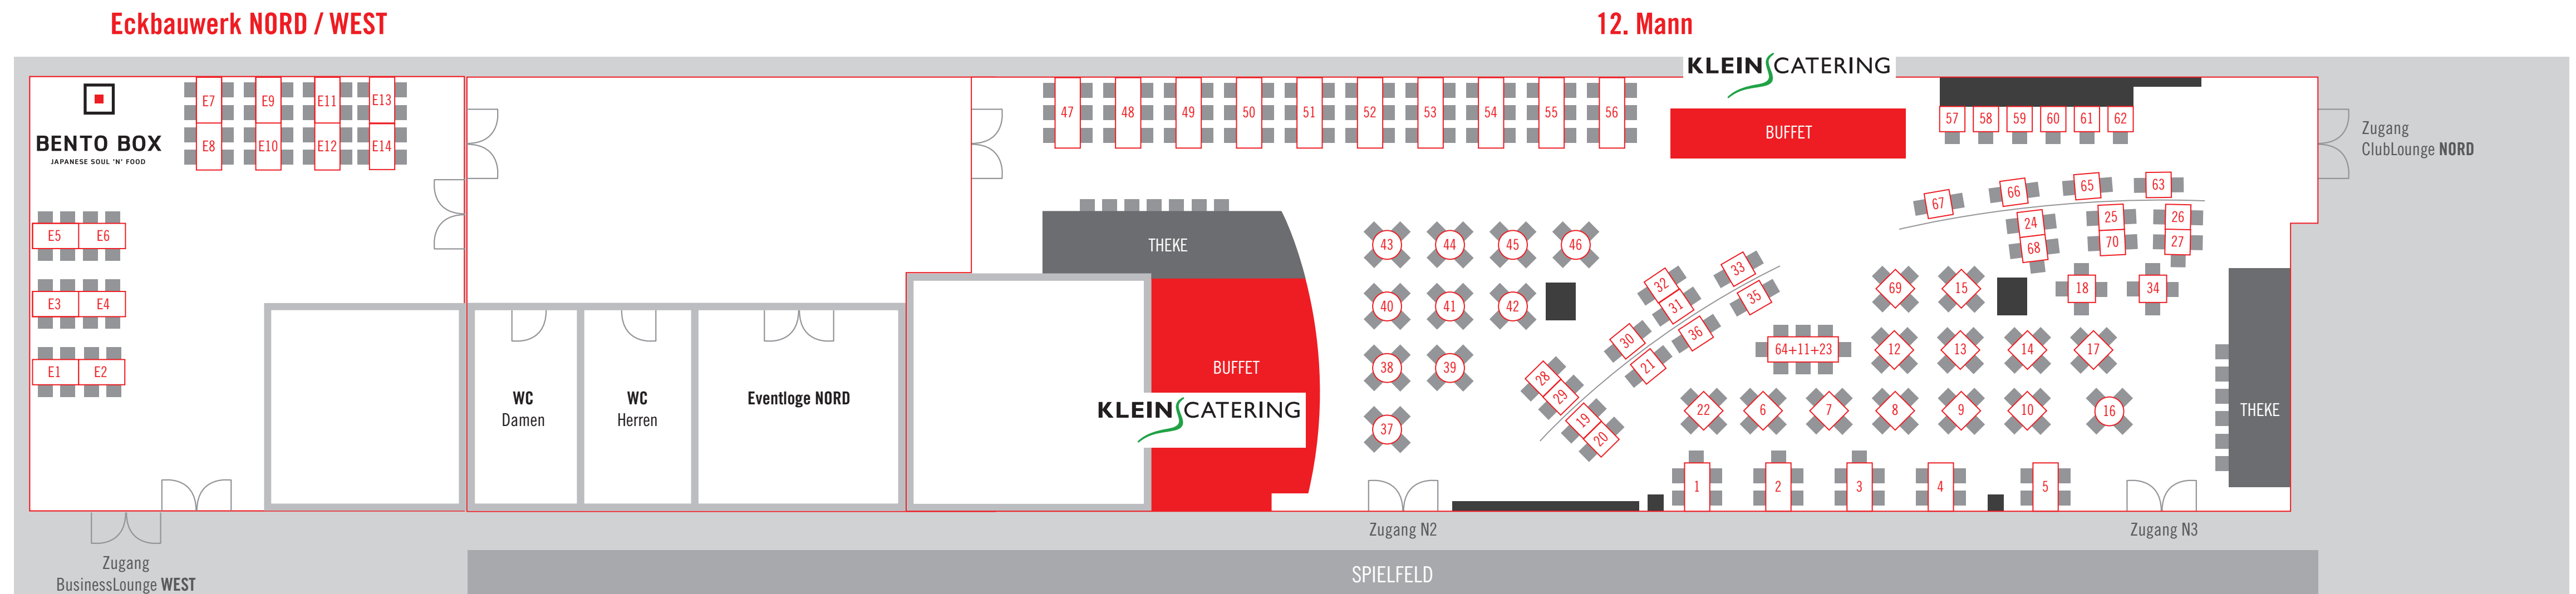 Eckbauwerk NORD / WEST
12. Mann
KLEIN CATERING
BENTO BOX
JAPANESE SOUL 'N' FOOD
E7 E9 E11 E13
E8 E10 E12 E14
E5 E6
E3 E4
E1 E2
WC
Damen
WC
Herren
Eventloge NORD
47 48 49 50 51 52 53 54 55 56
BUFFET
57 58 59 60 61 62
Zugang
ClubLounge NORD
THEKE
BUFFET
KLEIN CATERING
43 44 45 46
40 41 42
38 39
37
33
32
31
35
30
36
21
28
29
19
20
67 66 65 63
24 25 26
68 70 27
69 15 18 34
64+11+23 12 13 14 17
22 6 7 8 9 10 16
1 2 3 4 5
THEKE
Zugang N2
Zugang N3
Zugang
BusinessLounge WEST
SPIELFELD